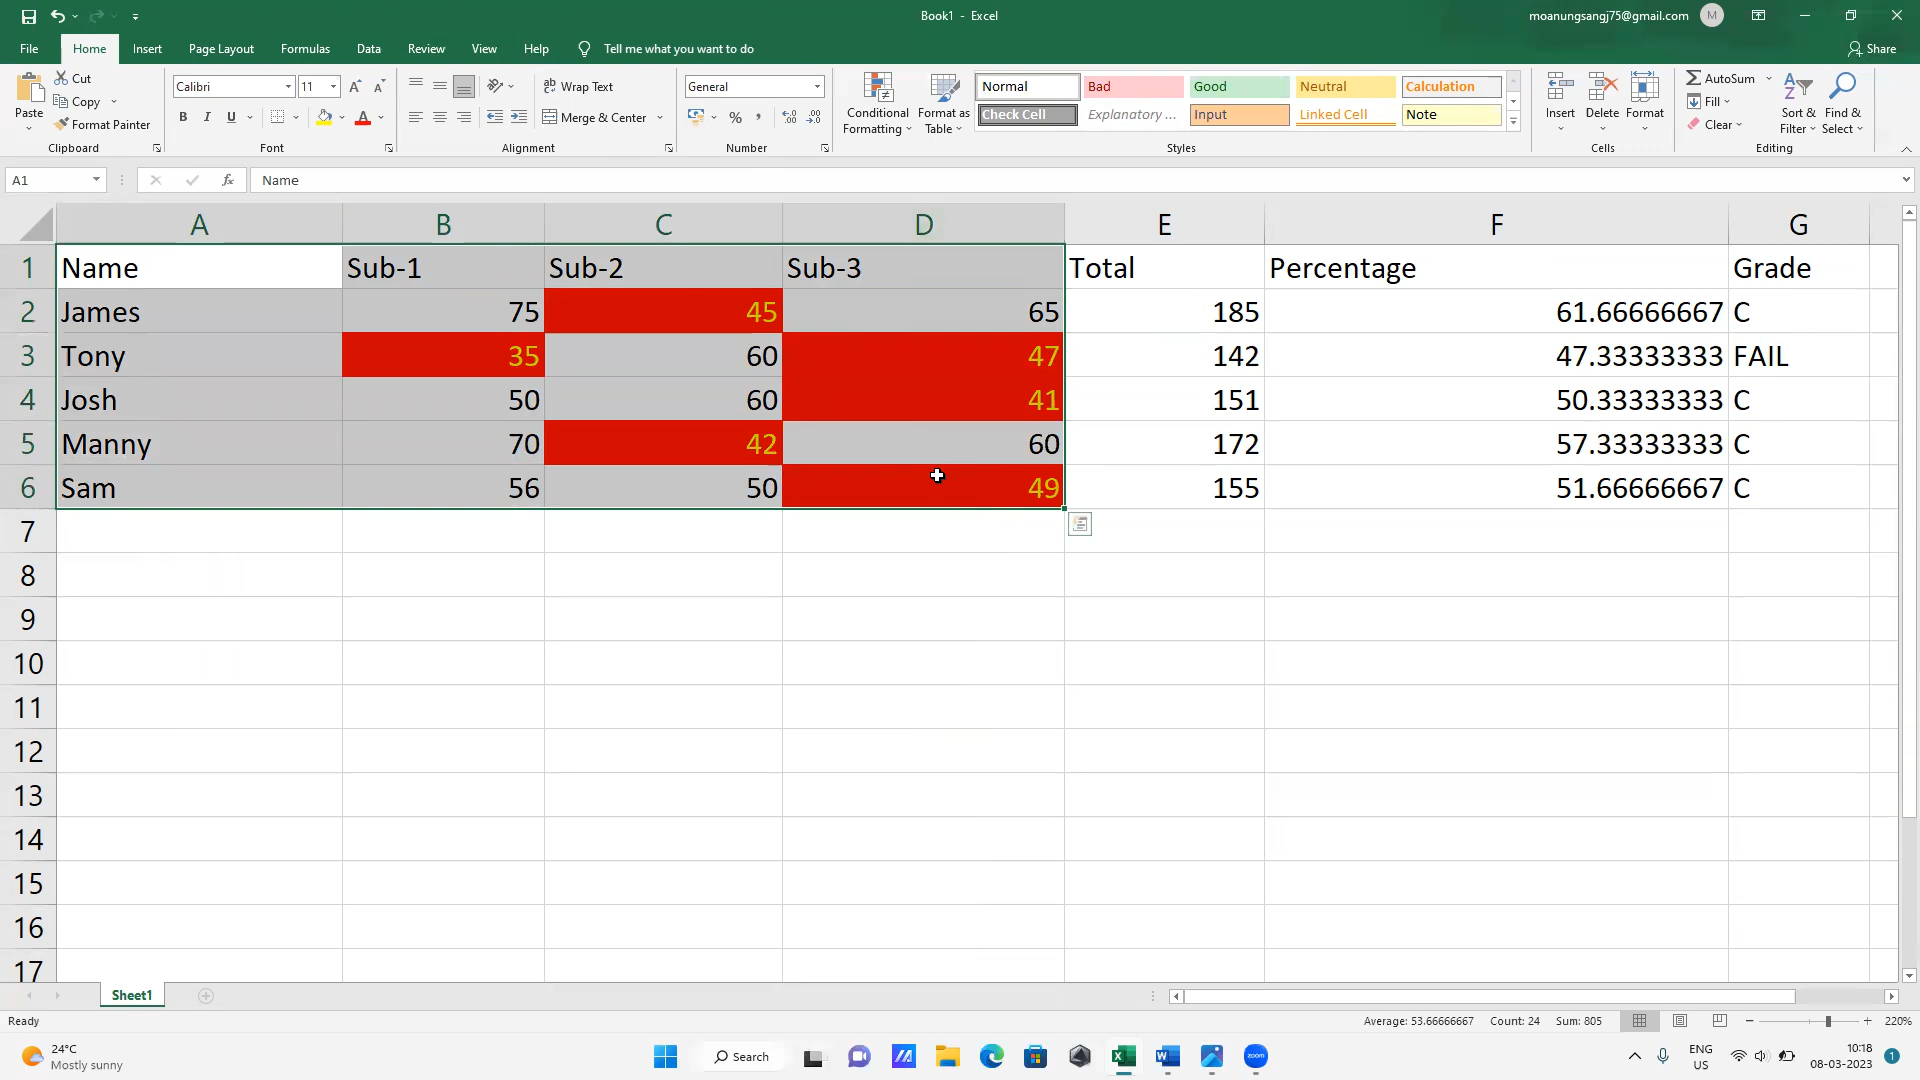 Book1 - Excel
moanungsangj75@gmail.com M
File Home Insert Page Layout Formulas Data Review View Help Tell me what you want to do Share
Paste Cut Copy Format Painter
Calibri 11
B I U A
Wrap Text
Merge & Center
General
% ,
Conditional Formatting
Format as Table
Normal Bad Good Neutral Calculation
Check Cell Explanatory ... Input Linked Cell Note
Insert Delete Format
AutoSum Fill Clear
Sort & Filter
Find & Select
Clipboard Font Alignment Number Styles Cells Editing
A1 fx Name
A B C D E F G
1 Name Sub-1 Sub-2 Sub-3 Total Percentage Grade
2 James 75 45 65 185 61.66666667 C
3 Tony 35 60 47 142 47.33333333 FAIL
4 Josh 50 60 41 151 50.33333333 C
5 Manny 70 42 60 172 57.33333333 C
6 Sam 56 50 49 155 51.66666667 C
7
8
9
10
11
12
13
14
15
16
17
Sheet1
Ready Average: 53.66666667 Count: 24 Sum: 805 220%
24°C
Mostly sunny
Search
zoom
ENG
US
10:18
08-03-2023
1